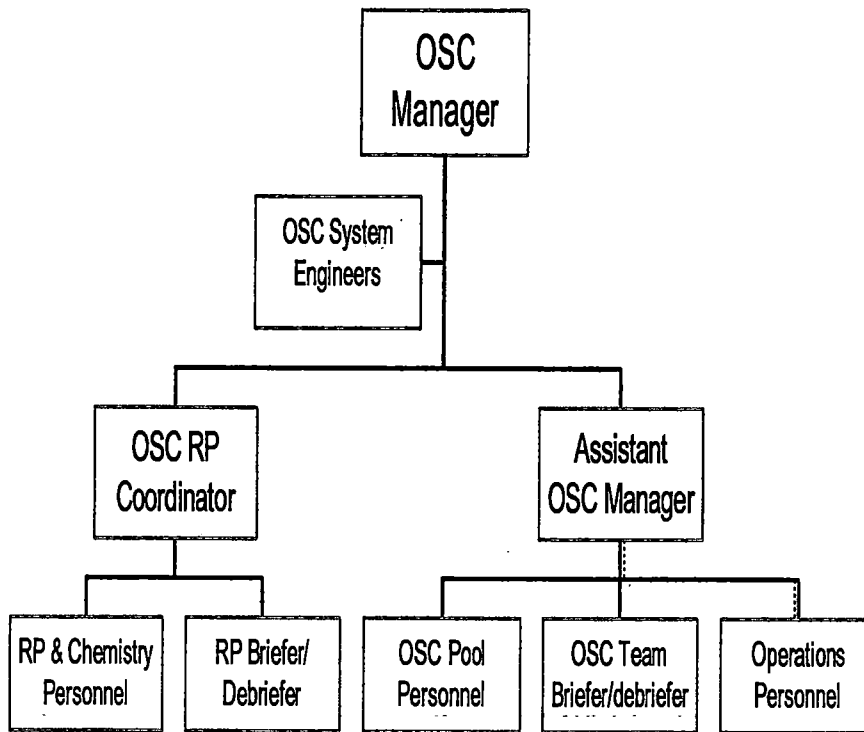 OSC
Manager
OSC System
Engineers
OSC RP
Coordinator
Assistant
OSC Manager
RP & Chemistry
Personnel
RP Briefer/
Debriefer
OSC Pool
Personnel
OSC Team
Briefer/debriefer
Operations
Personnel